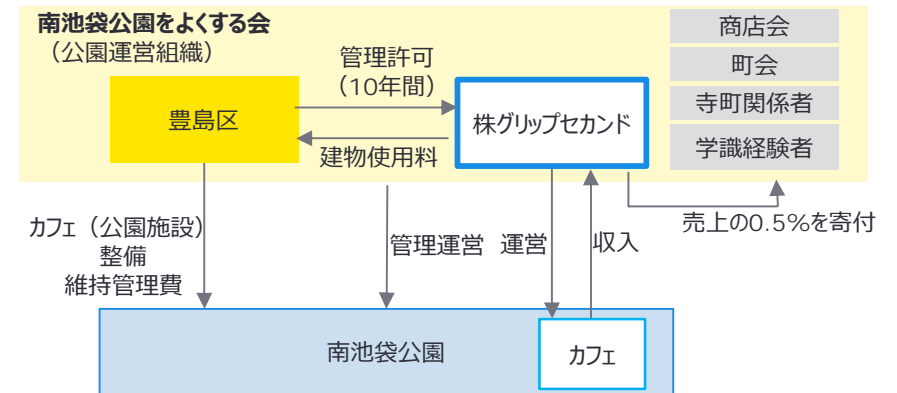 南池袋公園をよくする会
（公園運営組織）
管理許可
（10年間）
豊島区
株グリップセカンド
建物使用料
商店会
町会
寺町関係者
学識経験者
売上の0.5%を寄付
カフェ（公園施設）
整備
維持管理費
管理運営
運営
収入
南池袋公園
カフェ